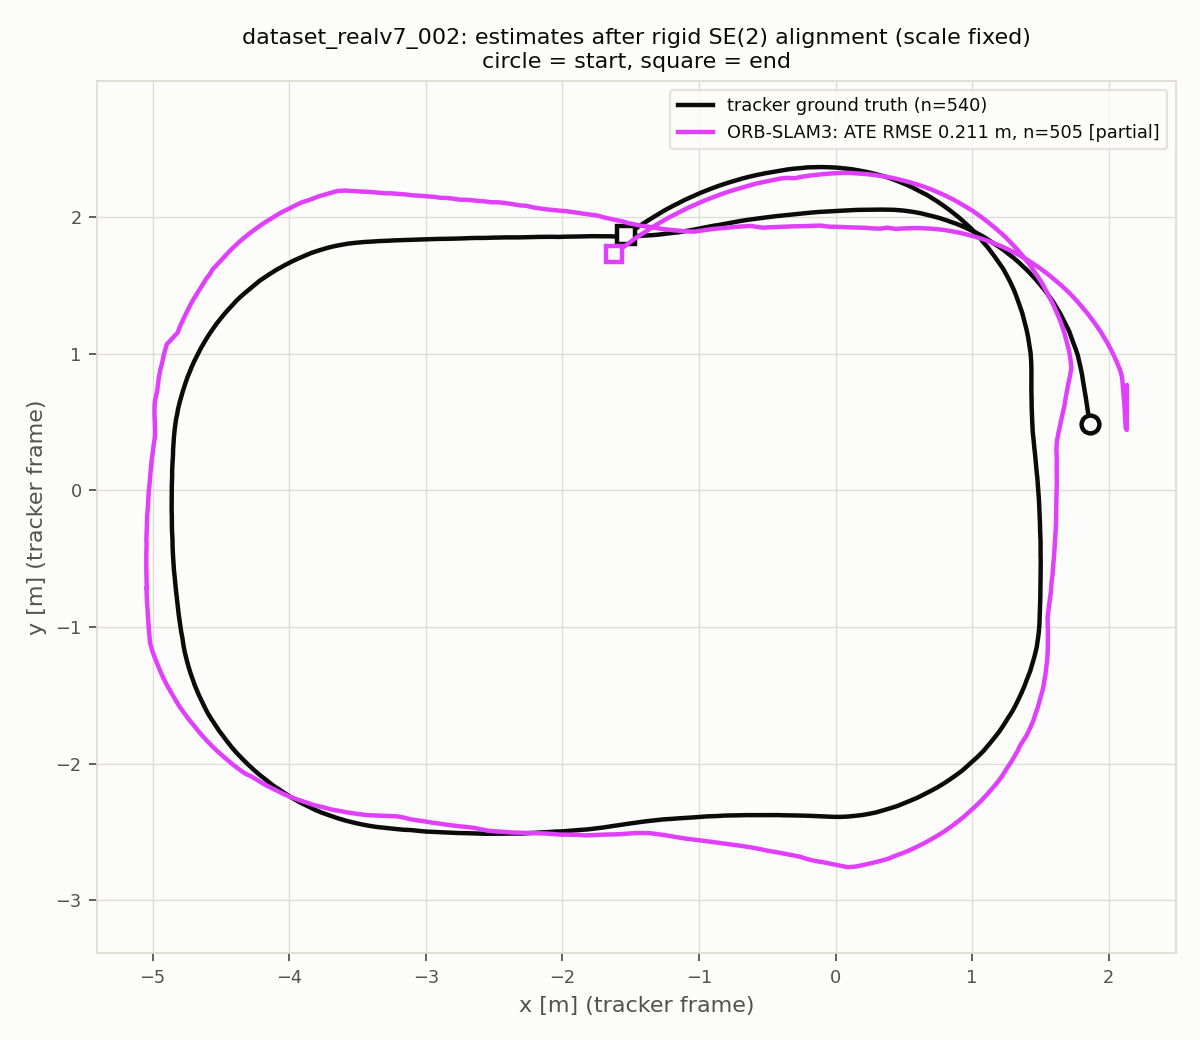 dataset_realv7_002: estimates after rigid SE(2) alignment (scale fixed)
circle = start, square = end
tracker ground truth (n=540)
ORB-SLAM3: ATE RMSE 0.211 m, n=505 [partial]
y [m] (tracker frame)
2
1
0
−1
−2
−3
−5
−4
−3
−2
−1
0
1
2
x [m] (tracker frame)